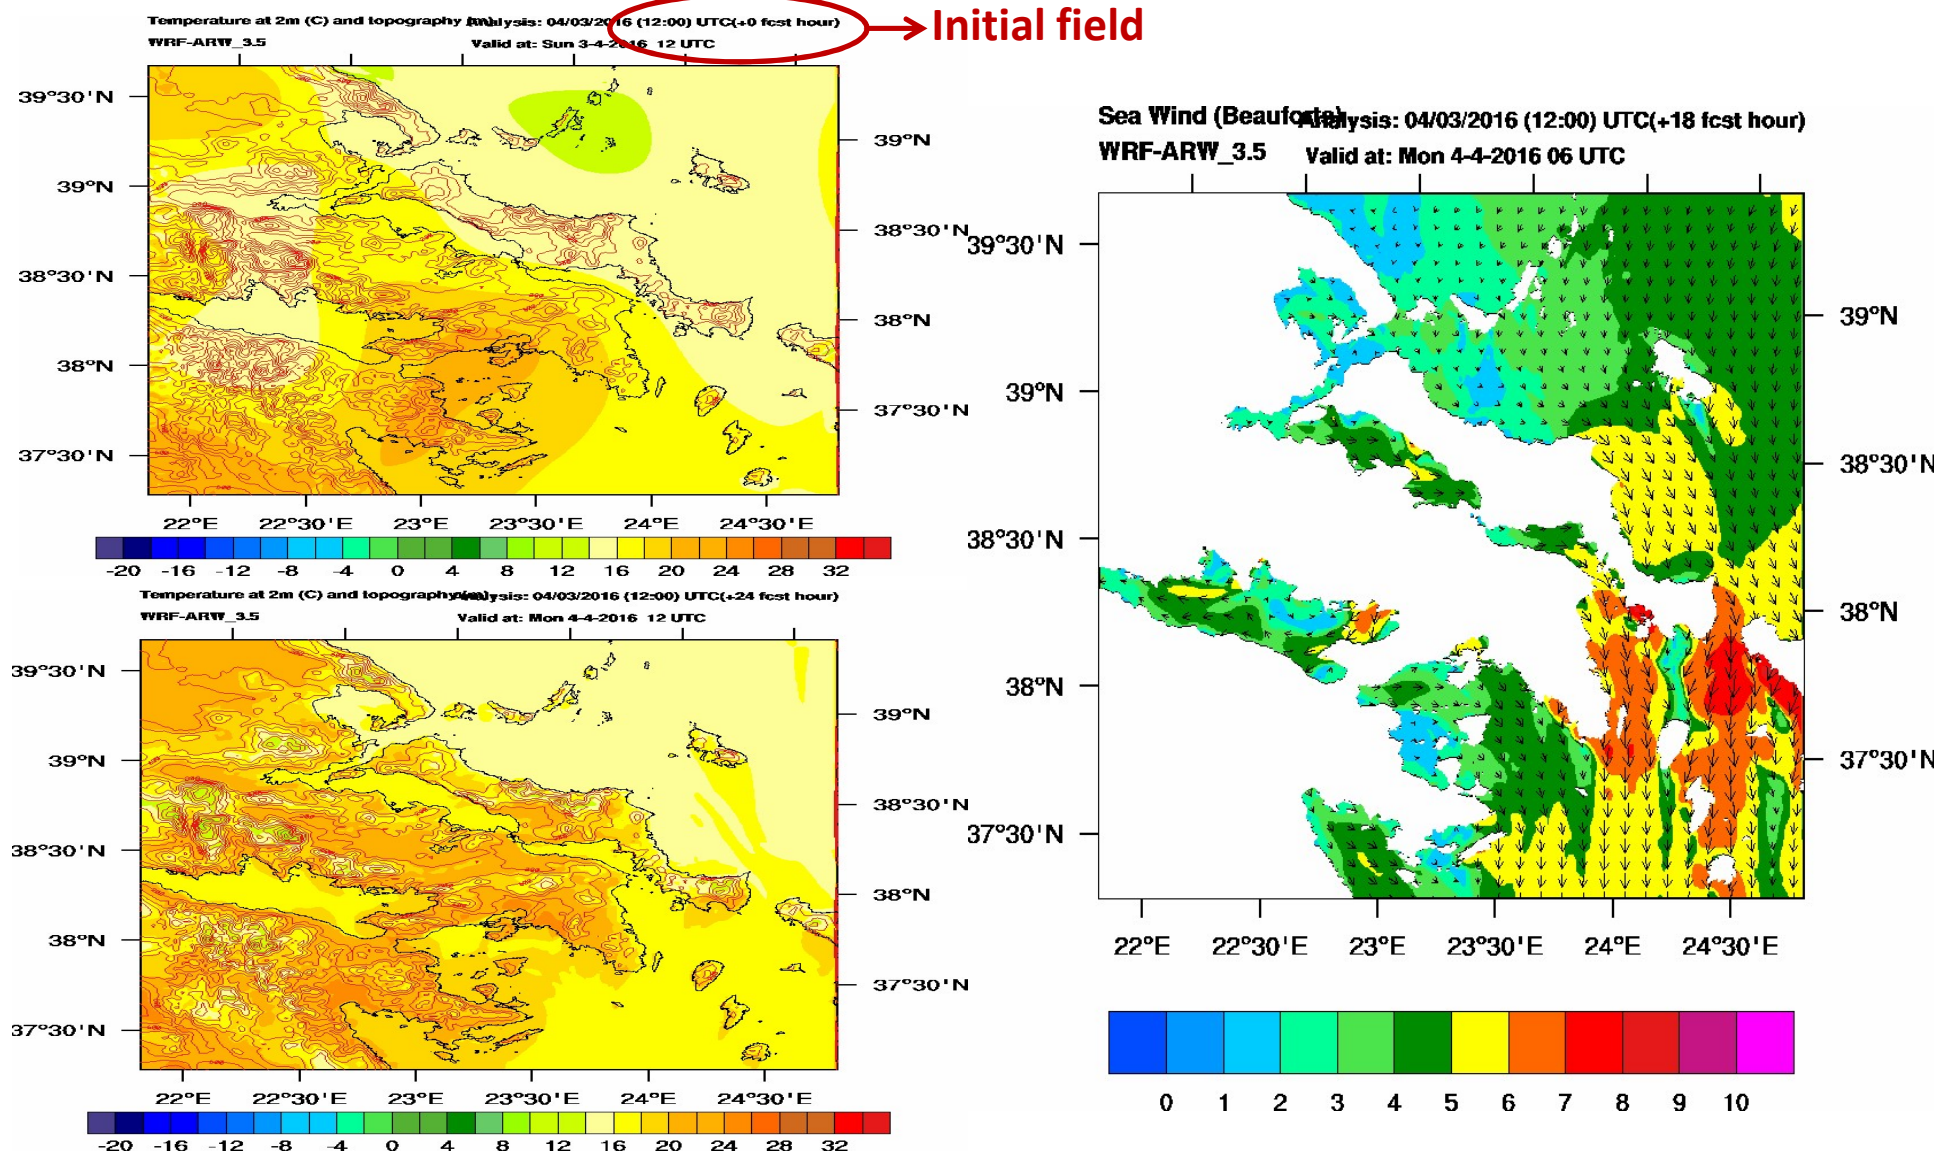 Temperature at 2m (C) and topography (m) Analysis: 04/03/2016 (12:00) UTC(+0 fcst hour)
Initial field
WRF-ARW_3.5 Valid at: Sun 3-4-2016 12 UTC
39°30'N
39°N
38°30'N
38°N
37°30'N
39°N
38°30'N
38°N
37°30'N
22°E 22°30'E 23°E 23°30'E 24°E 24°30'E
-20 -16 -12 -8 -4 0 4 8 12 16 20 24 28 32
Temperature at 2m (C) and topography (m) Analysis: 04/03/2016 (12:00) UTC(+24 fcst hour)
WRF-ARW_3.5 Valid at: Mon 4-4-2016 12 UTC
39°30'N
39°N
38°30'N
38°N
37°30'N
39°N
38°30'N
38°N
37°30'N
22°E 22°30'E 23°E 23°30'E 24°E 24°30'E
-20 -16 -12 -8 -4 0 4 8 12 16 20 24 28 32
Sea Wind (Beauforts) Analysis: 04/03/2016 (12:00) UTC(+18 fcst hour)
WRF-ARW_3.5 Valid at: Mon 4-4-2016 06 UTC
39°30'N
39°N
38°30'N
38°N
37°30'N
39°N
38°30'N
38°N
37°30'N
22°E 22°30'E 23°E 23°30'E 24°E 24°30'E
0 1 2 3 4 5 6 7 8 9 10